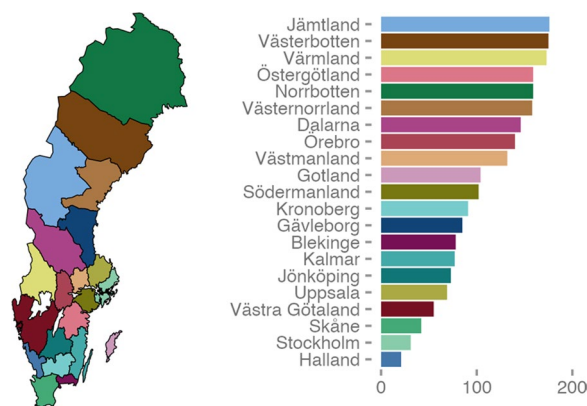 Jämtland
Västerbotten
Värmland
Östergötland
Norrbotten
Västernorrland
Dalarna
Örebro
Västmanland
Gotland
Södermanland
Kronoberg
Gävleborg
Blekinge
Kalmar
Jönköping
Uppsala
Västra Götaland
Skåne
Stockholm
Halland
0 100 200